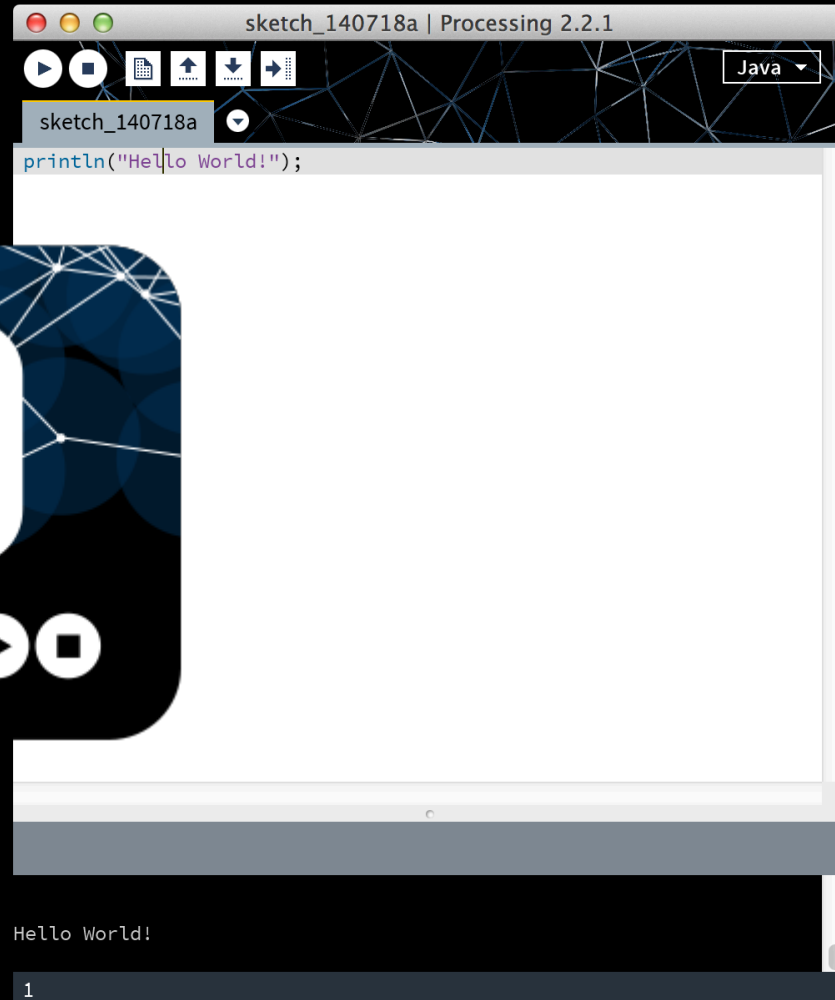 sketch_140718a | Processing 2.2.1
Java
sketch_140718a
println("Hello World!");
Hello World!
1